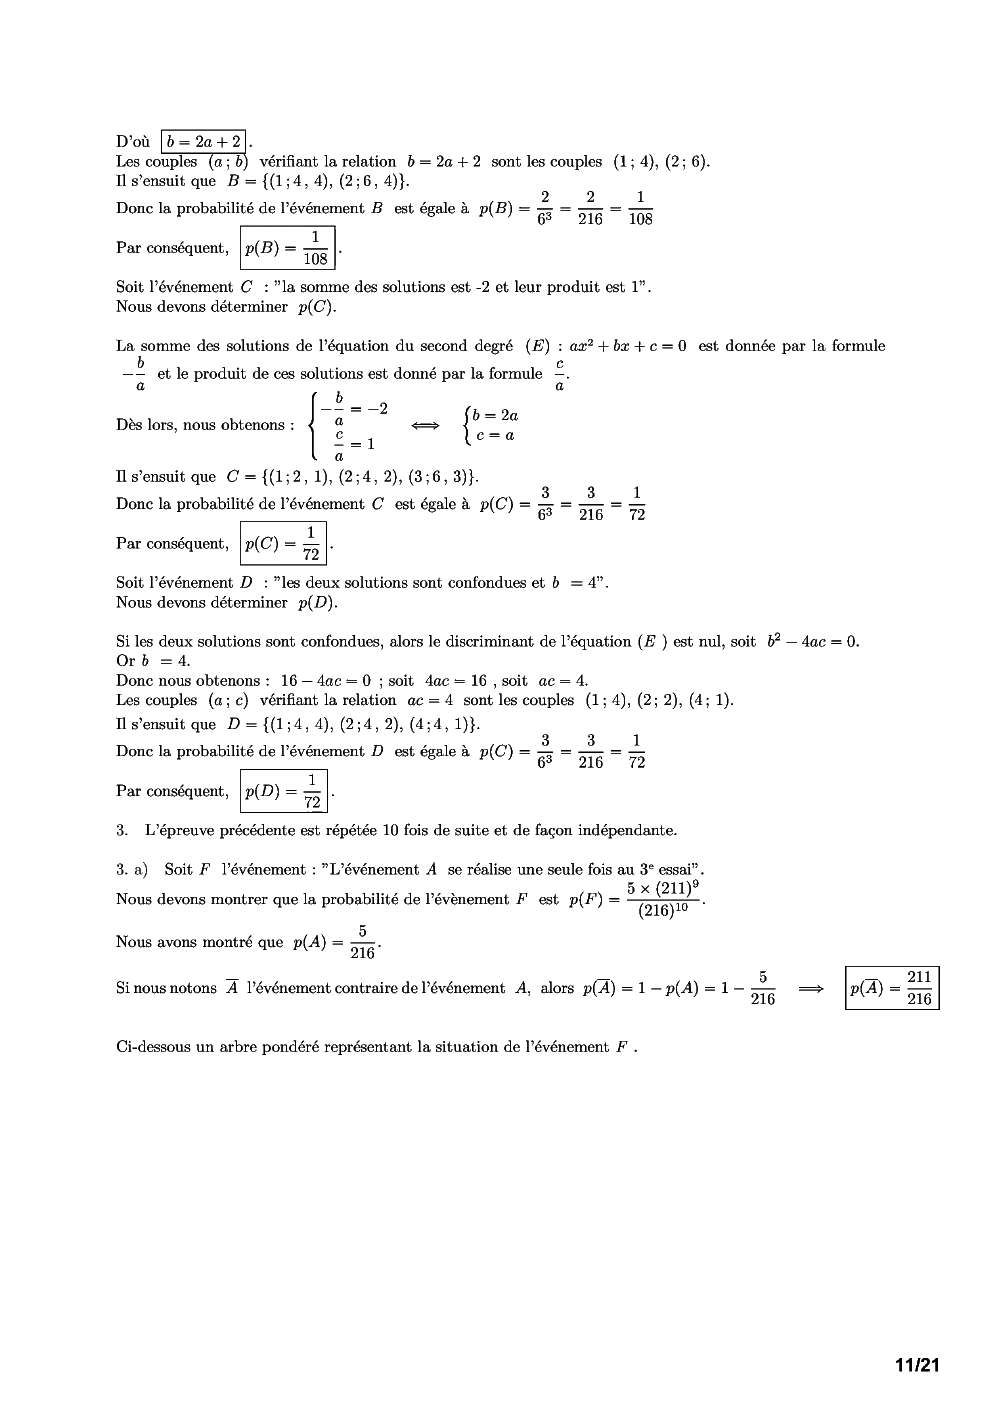 D'où b = 2a + 2 .
Les couples (a ; b) vérifiant la relation b = 2a + 2 sont les couples (1 ; 4), (2 ; 6).
Il s'ensuit que B = {(1 ; 4 , 4), (2 ; 6 , 4)}.
Donc la probabilité de l'événement B est égale à p(B) = 2/6³ = 2/216 = 1/108
Par conséquent, p(B) = 1/108 .
Soit l'événement C : "la somme des solutions est -2 et leur produit est 1".
Nous devons déterminer p(C).
La somme des solutions de l'équation du second degré (E) : ax² + bx + c = 0 est donnée par la formule
−b/a et le produit de ces solutions est donné par la formule c/a.
Dès lors, nous obtenons : { −b/a = −2 ; c/a = 1 ⟺ { b = 2a ; c = a
Il s'ensuit que C = {(1 ; 2 , 1), (2 ; 4 , 2), (3 ; 6 , 3)}.
Donc la probabilité de l'événement C est égale à p(C) = 3/6³ = 3/216 = 1/72
Par conséquent, p(C) = 1/72 .
Soit l'événement D : "les deux solutions sont confondues et b = 4".
Nous devons déterminer p(D).
Si les deux solutions sont confondues, alors le discriminant de l'équation (E ) est nul, soit b² − 4ac = 0.
Or b = 4.
Donc nous obtenons : 16 − 4ac = 0 ; soit 4ac = 16 , soit ac = 4.
Les couples (a ; c) vérifiant la relation ac = 4 sont les couples (1 ; 4), (2 ; 2), (4 ; 1).
Il s'ensuit que D = {(1 ; 4 , 4), (2 ; 4 , 2), (4 ; 4 , 1)}.
Donc la probabilité de l'événement D est égale à p(C) = 3/6³ = 3/216 = 1/72
Par conséquent, p(D) = 1/72 .
3. L'épreuve précédente est répétée 10 fois de suite et de façon indépendante.
3. a) Soit F l'événement : "L'événement A se réalise une seule fois au 3ᵉ essai".
Nous devons montrer que la probabilité de l'évènement F est p(F) = 5 × (211)⁹/(216)¹⁰.
Nous avons montré que p(A) = 5/216.
Si nous notons A̅ l'événement contraire de l'événement A, alors p(A̅) = 1 − p(A) = 1 − 5/216 ⟹ p(A̅) = 211/216
Ci-dessous un arbre pondéré représentant la situation de l'événement F .
11/21